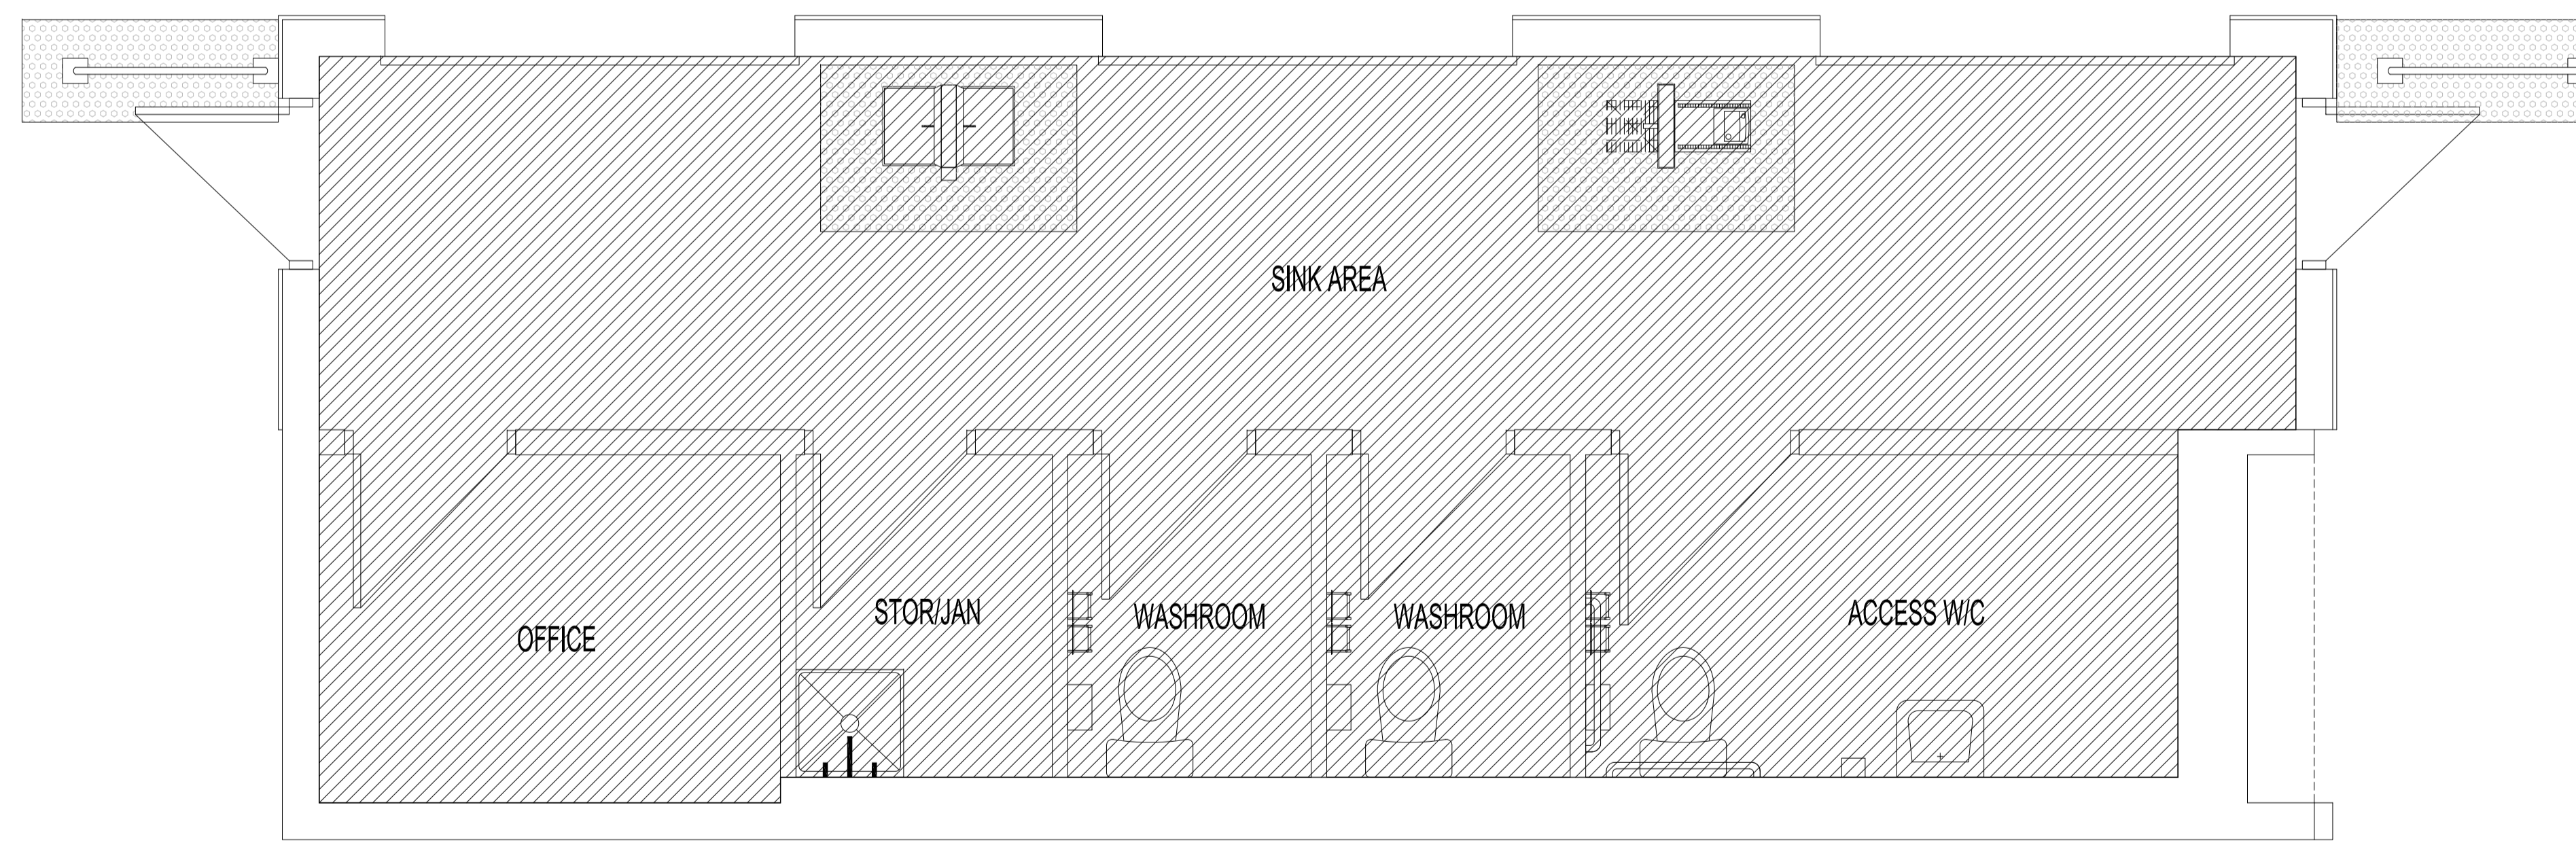 SINK AREA
OFFICE
STOR/JAN
WASHROOM
WASHROOM
ACCESS W/C